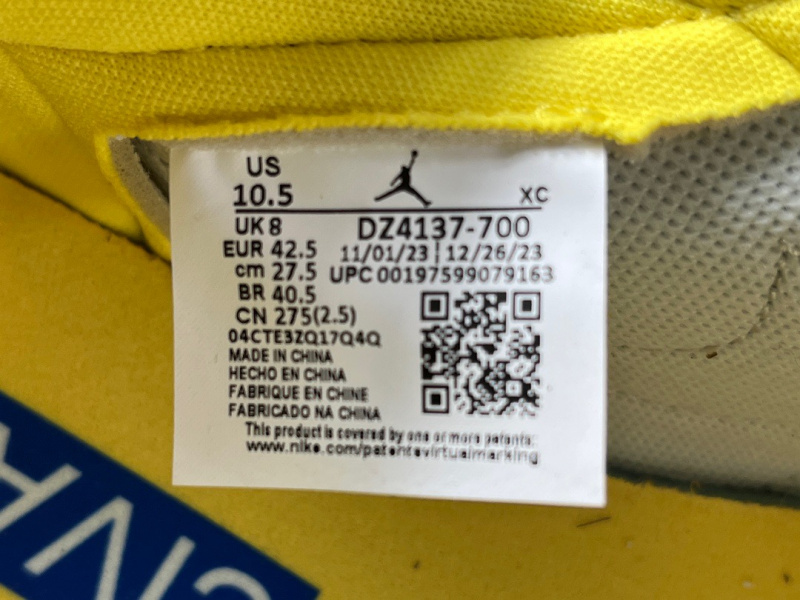 US
10.5
XC
UK 8
DZ4137-700
EUR 42.5
11/01/23 | 12/26/23
cm 27.5
UPC 00197599079163
BR 40.5
CN 275(2.5)
04CTE3ZQ17Q4Q
MADE IN CHINA
HECHO EN CHINA
FABRIQUE EN CHINE
FABRICADO NA CHINA
This product is covered by one or more patents:
www.nike.com/patentsvirtualmarking